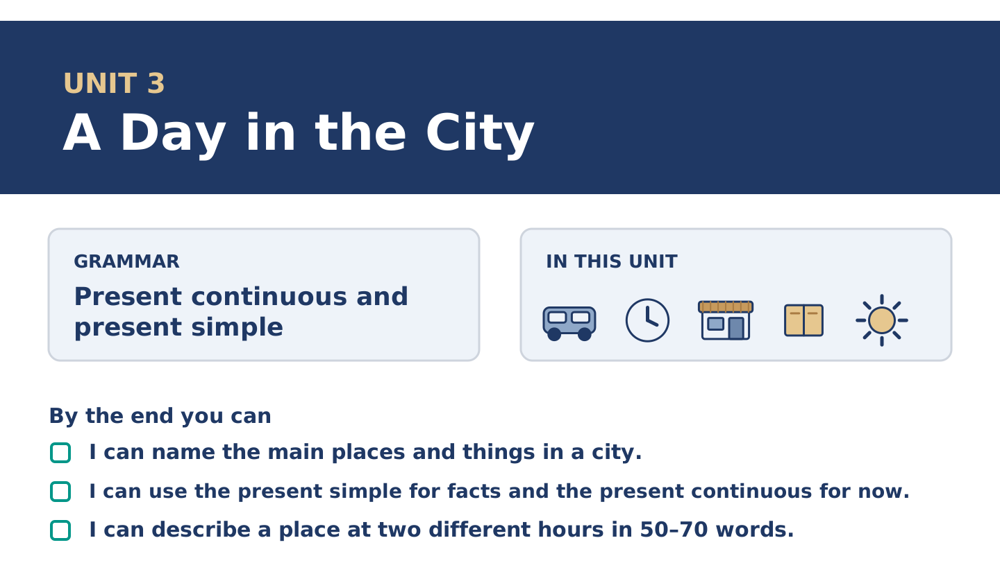 UNIT 3
A Day in the City
GRAMMAR
Present continuous and
present simple
IN THIS UNIT
By the end you can
I can name the main places and things in a city.
I can use the present simple for facts and the present continuous for now.
I can describe a place at two different hours in 50–70 words.